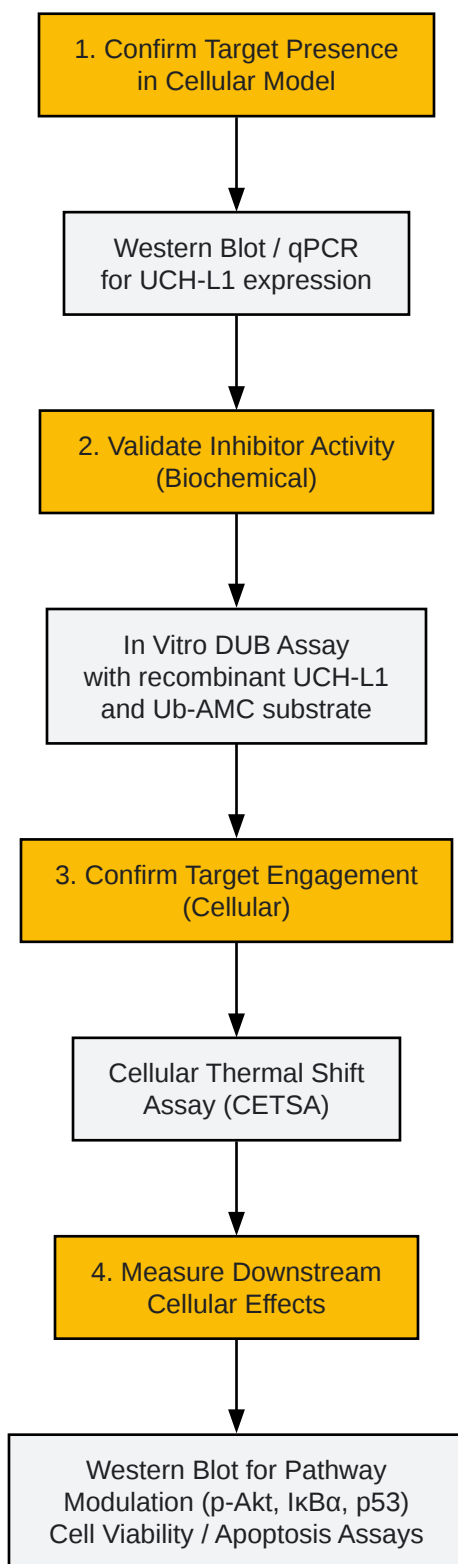 1. Confirm Target Presence
in Cellular Model
Western Blot / qPCR
for UCH-L1 expression
2. Validate Inhibitor Activity
(Biochemical)
In Vitro DUB Assay
with recombinant UCH-L1
and Ub-AMC substrate
3. Confirm Target Engagement
(Cellular)
Cellular Thermal Shift
Assay (CETSA)
4. Measure Downstream
Cellular Effects
Western Blot for Pathway
Modulation (p-Akt, IκBα, p53)
Cell Viability / Apoptosis Assays